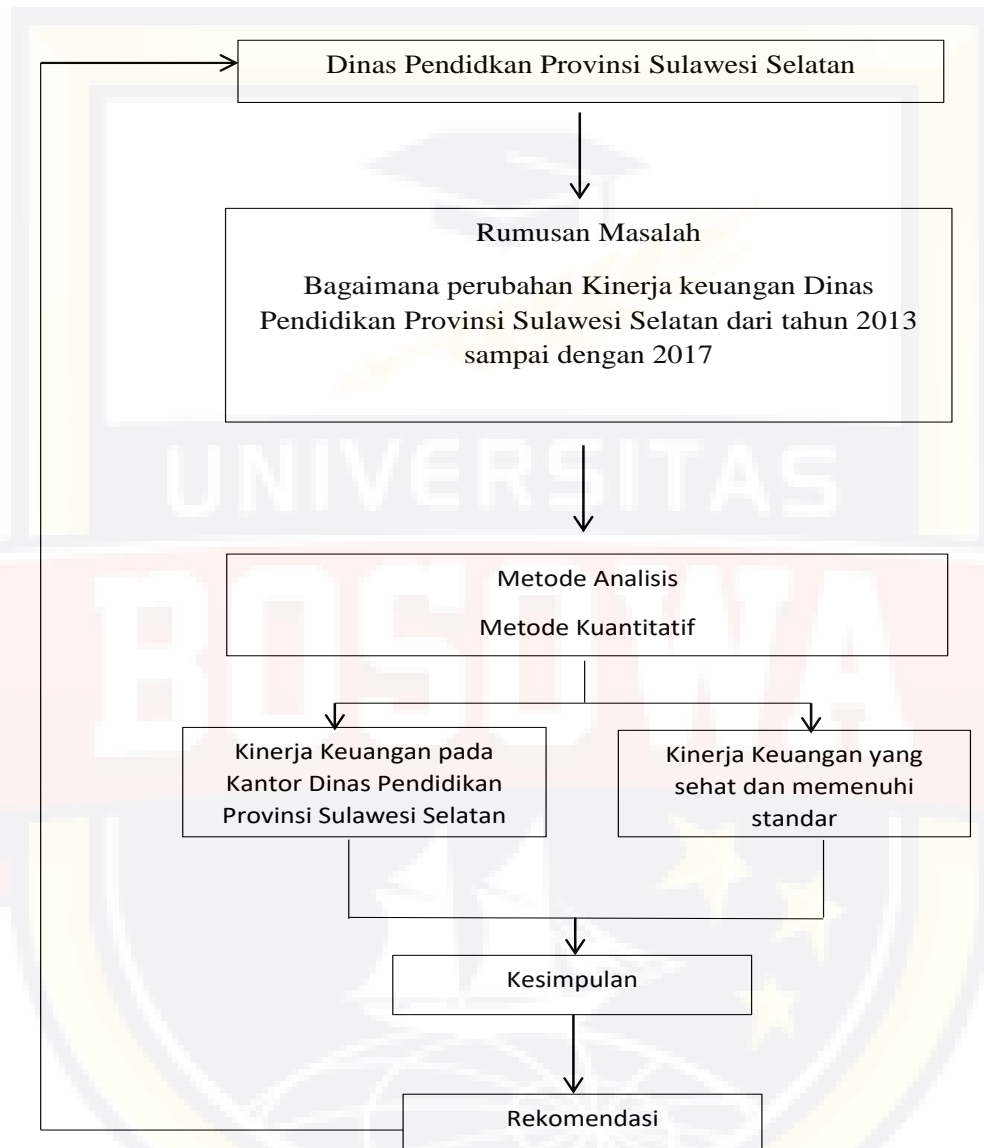 Dinas Pendidkan Provinsi Sulawesi Selatan
Rumusan Masalah
Bagaimana perubahan Kinerja keuangan Dinas
Pendidikan Provinsi Sulawesi Selatan dari tahun 2013
sampai dengan 2017
UNIVERSITAS
BOSOWA
Metode Analisis
Metode Kuantitatif
Kinerja Keuangan pada
Kantor Dinas Pendidikan
Provinsi Sulawesi Selatan
Kinerja Keuangan yang
sehat dan memenuhi
standar
Kesimpulan
Rekomendasi